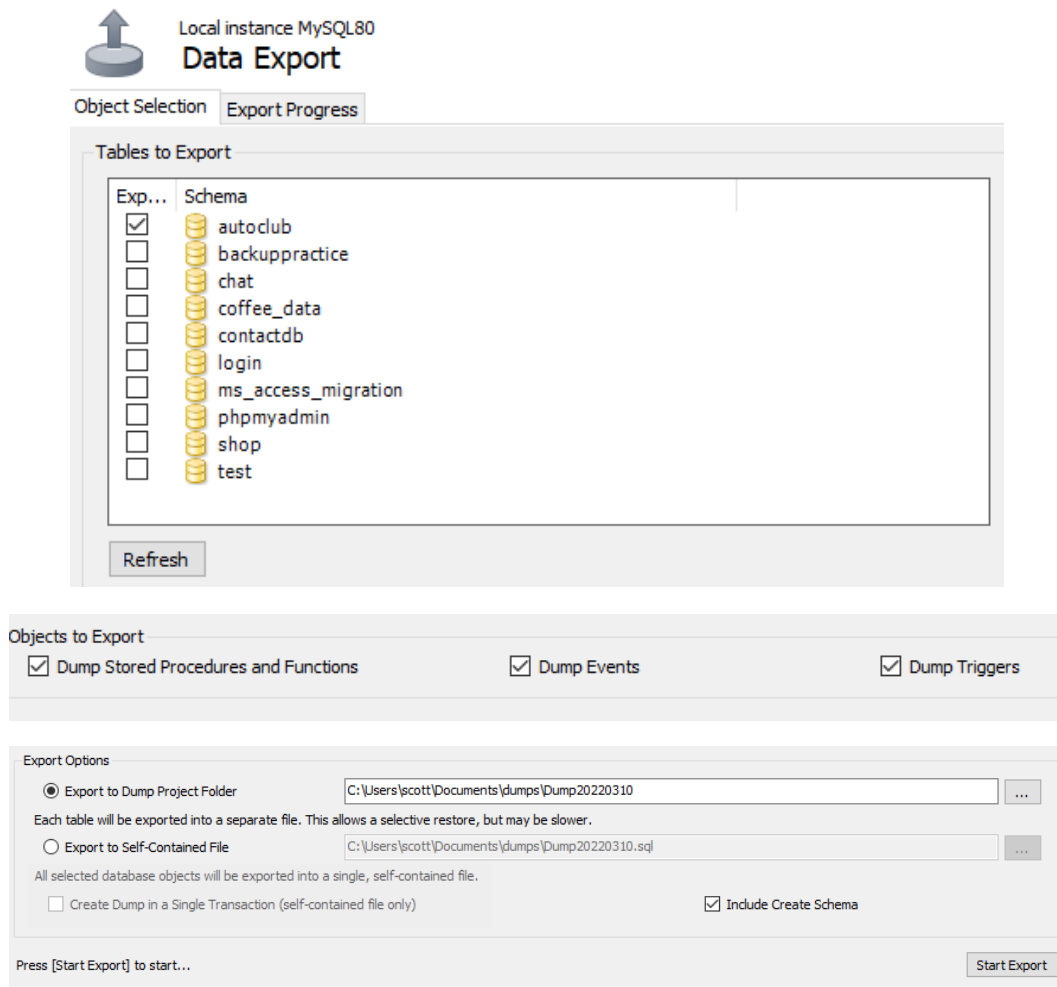 Local instance MySQL80
Data Export
Object Selection Export Progress
Tables to Export
Exp... Schema
autoclub
backuppractice
chat
coffee_data
contactdb
login
ms_access_migration
phpmyadmin
shop
test
Refresh
Objects to Export
Dump Stored Procedures and Functions Dump Events Dump Triggers
Export Options
Export to Dump Project Folder C:\Users\scott\Documents\dumps\Dump20220310 ...
Each table will be exported into a separate file. This allows a selective restore, but may be slower.
Export to Self-Contained File C:\Users\scott\Documents\dumps\Dump20220310.sql ...
All selected database objects will be exported into a single, self-contained file.
Create Dump in a Single Transaction (self-contained file only) Include Create Schema
Press [Start Export] to start... Start Export